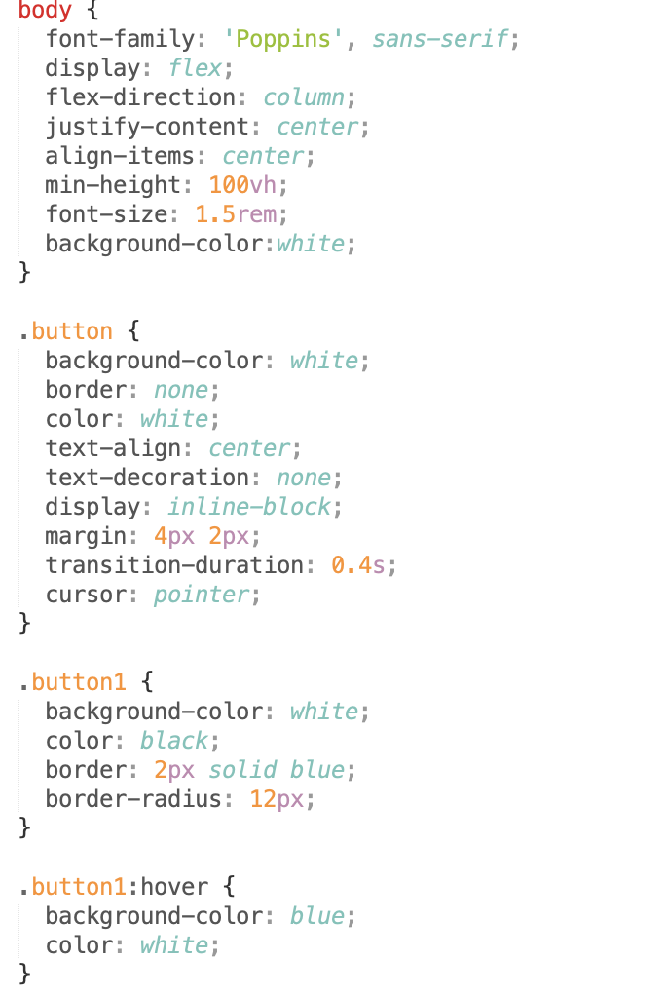 body {
  font-family: 'Poppins', sans-serif;
  display: flex;
  flex-direction: column;
  justify-content: center;
  align-items: center;
  min-height: 100vh;
  font-size: 1.5rem;
  background-color:white;
}

.button {
  background-color: white;
  border: none;
  color: white;
  text-align: center;
  text-decoration: none;
  display: inline-block;
  margin: 4px 2px;
  transition-duration: 0.4s;
  cursor: pointer;
}

.button1 {
  background-color: white;
  color: black;
  border: 2px solid blue;
  border-radius: 12px;
}

.button1:hover {
  background-color: blue;
  color: white;
}